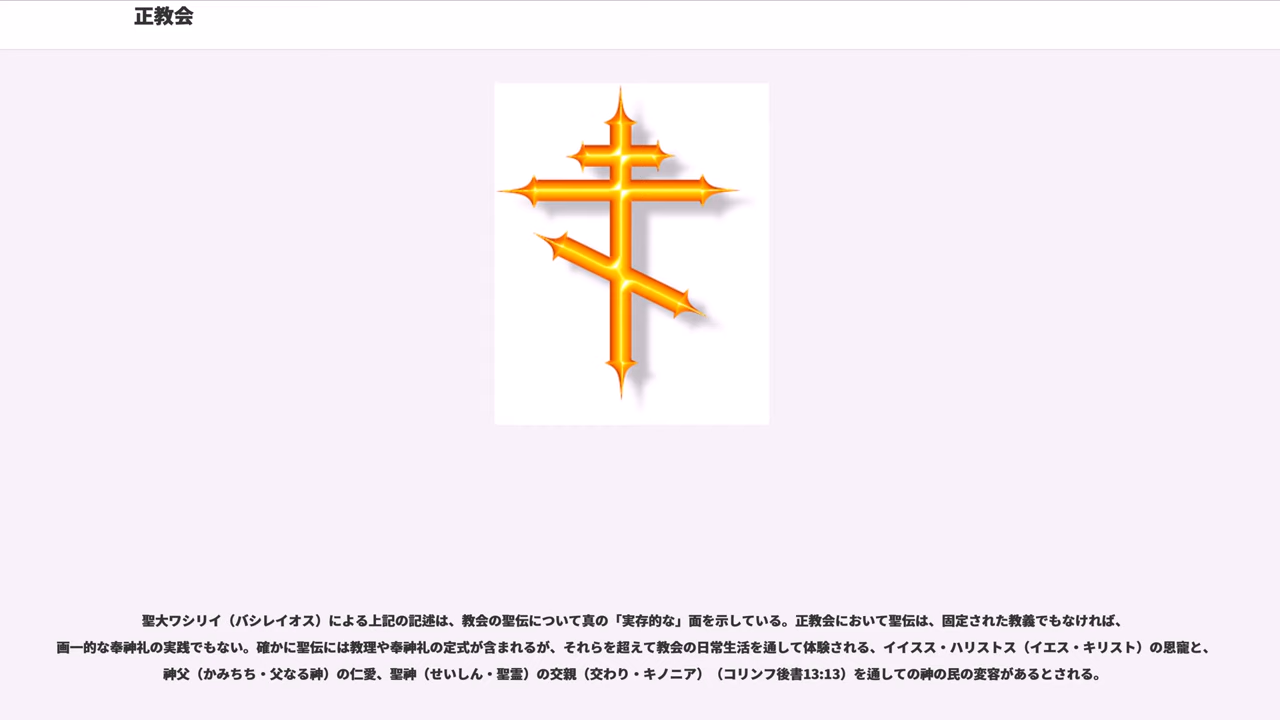 正教会
聖大ワシリイ（バシレイオス）による上記の記述は、教会の聖伝について真の「実存的な」面を示している。正教会において聖伝は、固定された教義でもなければ、
画一的な奉神礼の実践でもない。確かに聖伝には教理や奉神礼の定式が含まれるが、それらを超えて教会の日常生活を通して体験される、イイスス・ハリストス（イエス・キリスト）の恩寵と、
神父（かみちち・父なる神）の仁愛、聖神（せいしん・聖霊）の交親（交わり・キノニア）（コリンフ後書13:13）を通しての神の民の変容があるとされる。